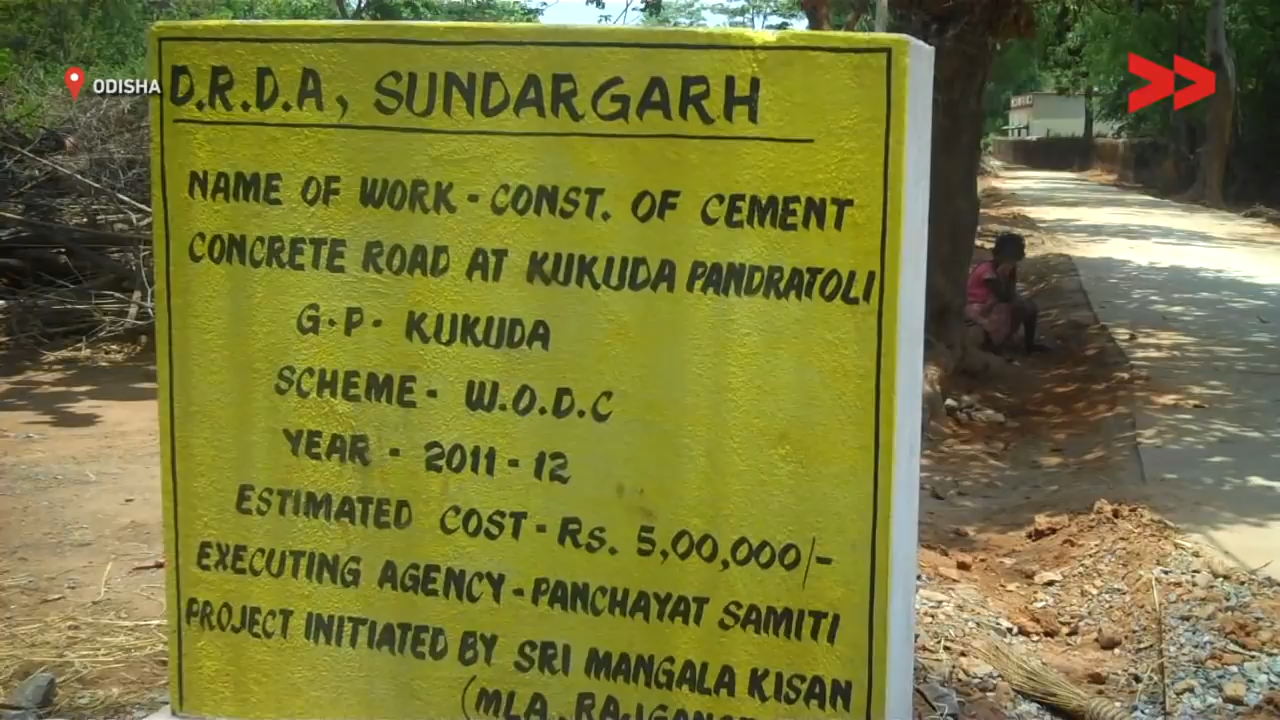 ODISHA
D.R.D.A, SUNDARGARH
NAME OF WORK - CONST. OF CEMENT
CONCRETE ROAD AT KUKUDA PANDRATOLI
G.P. KUKUDA
SCHEME - W.O.D.C
YEAR - 2011-12
ESTIMATED COST - Rs. 5,00,000/-
EXECUTING AGENCY - PANCHAYAT SAMITI
PROJECT INITIATED BY SRI MANGALA KISAN
(MLA